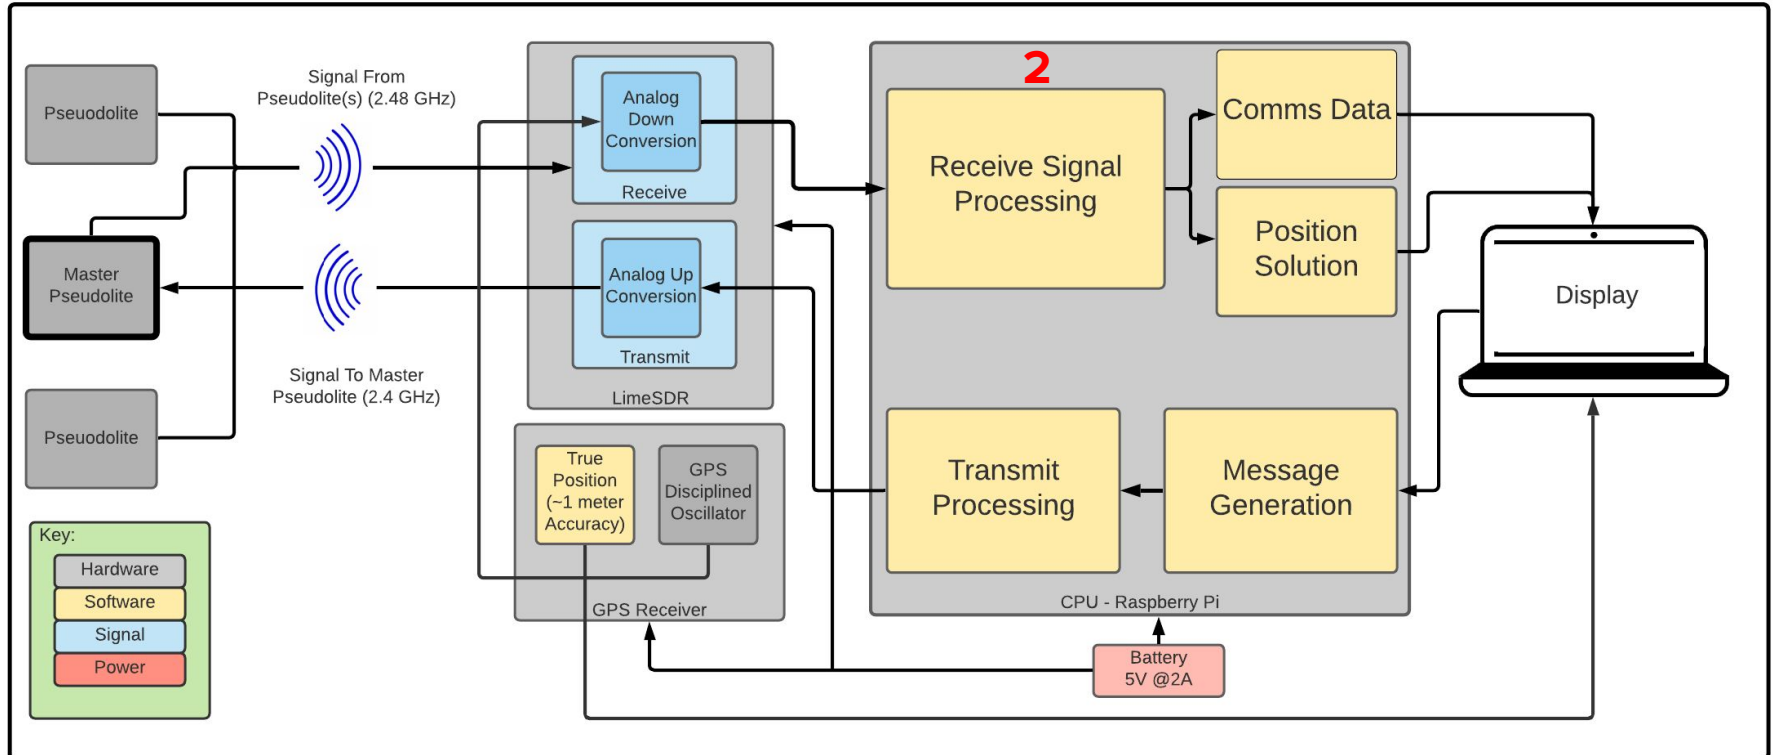 Pseuodolite
Master
Pseudolite
Pseuodolite
Signal From
Pseudolite(s) (2.48 GHz)
Signal To Master
Pseudolite (2.4 GHz)
Analog
Down
Conversion
Receive
Analog Up
Conversion
Transmit
LimeSDR
True
Position
(~1 meter
Accuracy)
GPS
Disciplined
Oscillator
GPS Receiver
2
Receive Signal
Processing
Comms Data
Position
Solution
Transmit
Processing
Message
Generation
CPU - Raspberry Pi
Display
Battery
5V @2A
Key:
Hardware
Software
Signal
Power